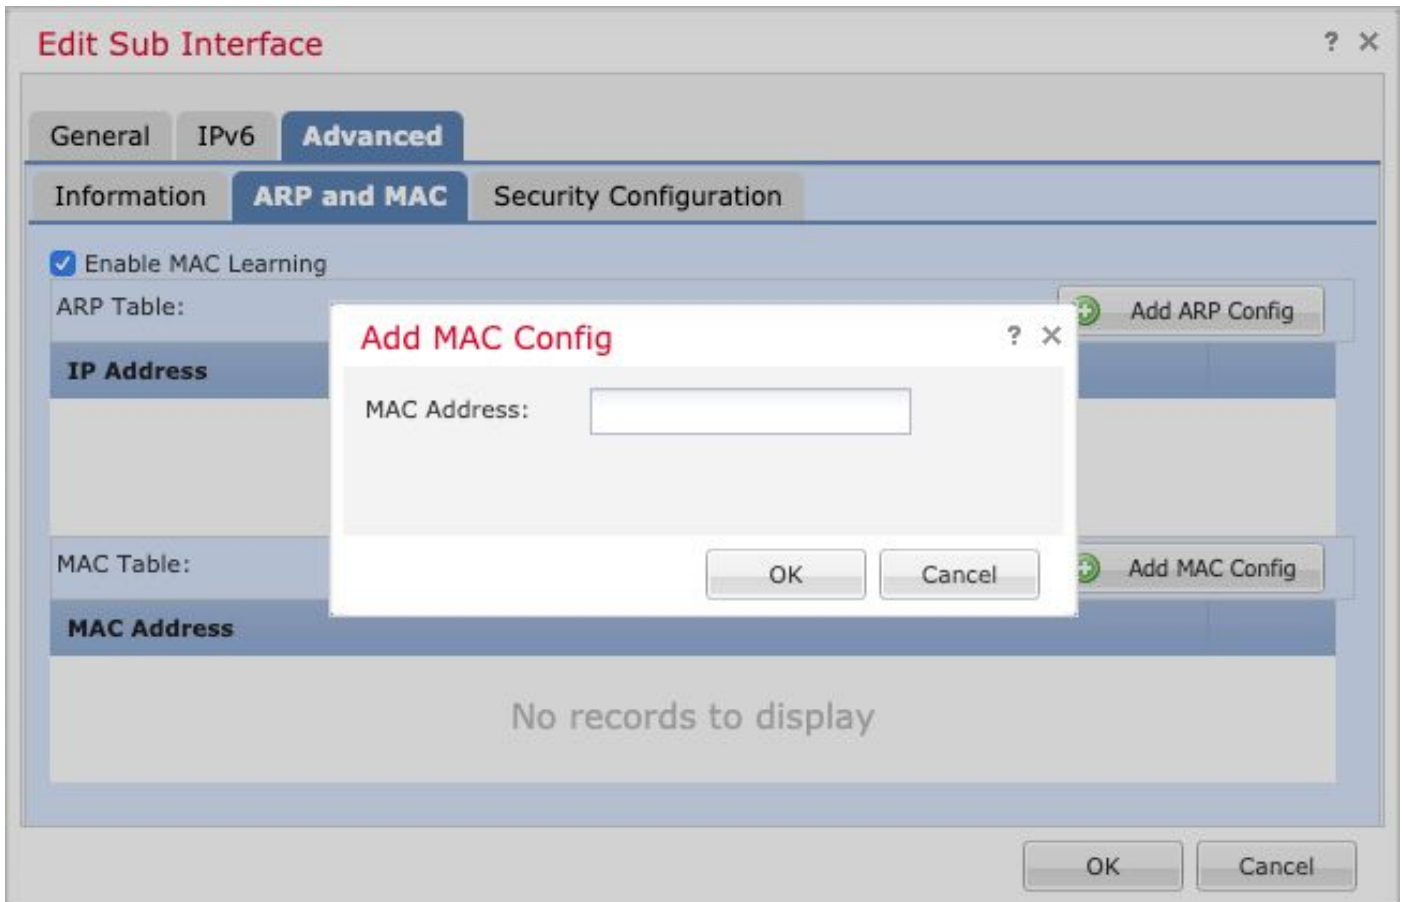 Edit Sub Interface
?
General IPv6 Advanced
Information ARP and MAC Security Configuration
Enable MAC Learning
ARP Table:
Add ARP Config
IP Address
Add MAC Config
?
MAC Address:
OK Cancel
MAC Table:
Add MAC Config
MAC Address
No records to display
OK Cancel